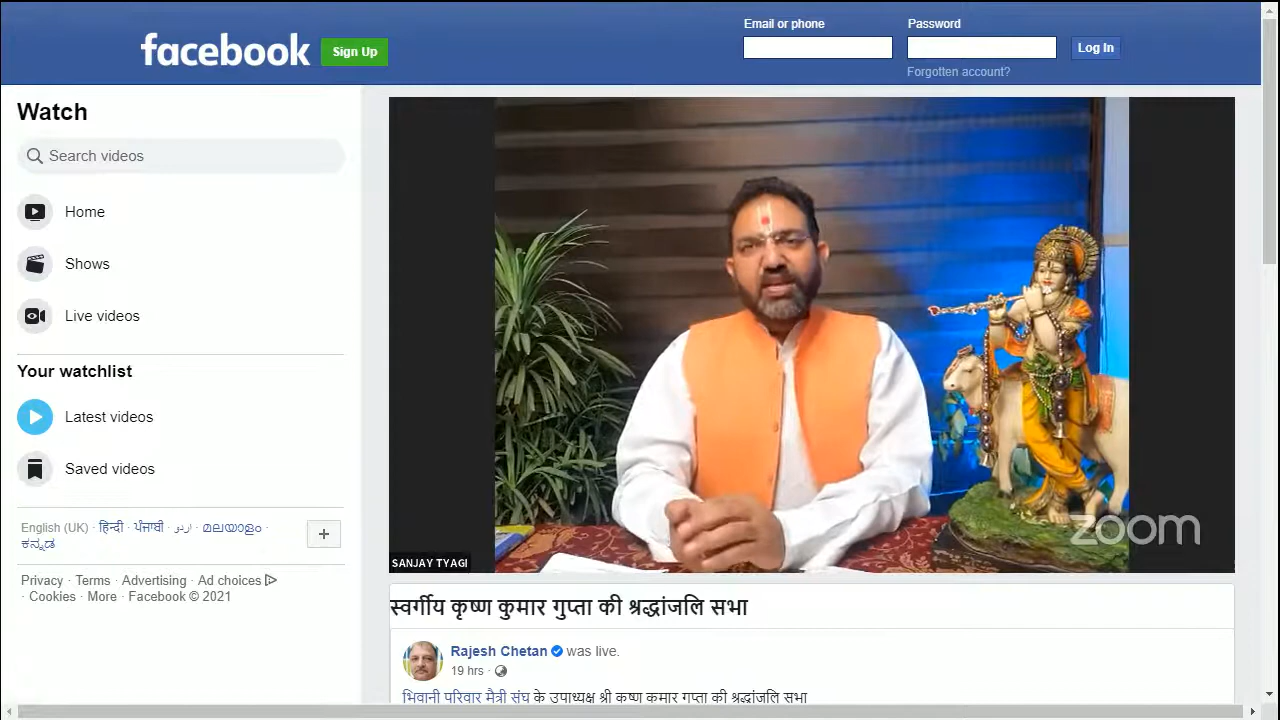 facebook
Sign Up
Email or phone
Password
Log In
Forgotten account?
Watch
Search videos
Home
Shows
Live videos
Your watchlist
Latest videos
Saved videos
English (UK) · हिन्दी · ਪੰਜਾਬੀ · اردو · മലയാളം ·
ಕನ್ನಡ
Privacy · Terms · Advertising · Ad choices
· Cookies · More · Facebook © 2021
zoom
SANJAY TYAGI
स्वर्गीय कृष्ण कुमार गुप्ता की श्रद्धांजलि सभा
Rajesh Chetan was live.
19 hrs ·
भिवानी परिवार मैत्री संघ के उपाध्यक्ष श्री कृष्ण कुमार गुप्ता की श्रद्धांजलि सभा